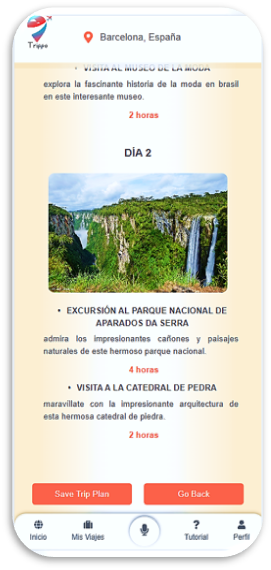 Trippo
Barcelona, España
• VISITA AL MUSEO DE LA MODA
explora la fascinante historia de la moda en brasil
en este interesante museo.
2 horas
DÍA 2
• EXCURSIÓN AL PARQUE NACIONAL DE
APARADOS DA SERRA
admira los impresionantes cañones y paisajes
naturales de este hermoso parque nacional.
4 horas
• VISITA A LA CATEDRAL DE PEDRA
maravíllate con la impresionante arquitectura de
esta hermosa catedral de piedra.
2 horas
Save Trip Plan
Go Back
Inicio
Mis Viajes
Tutorial
Perfil